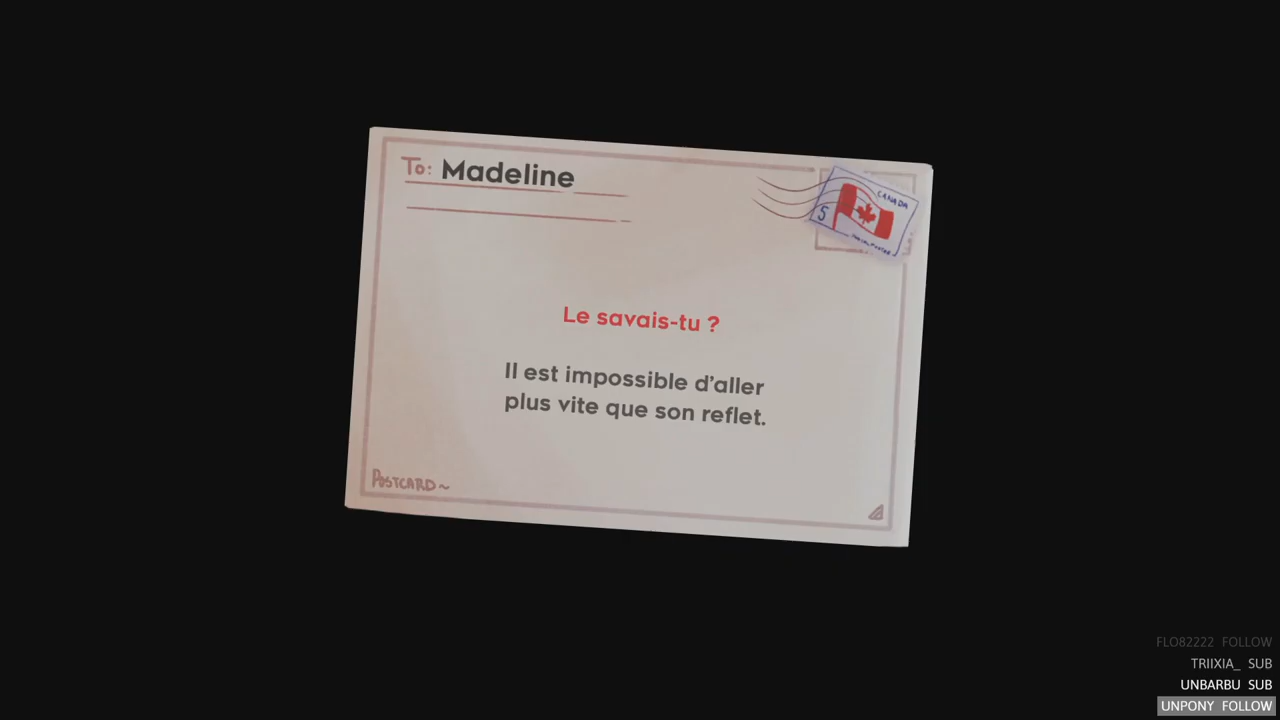 To: Madeline
CANADA
5
Le savais-tu ?
Il est impossible d'aller
plus vite que son reflet.
POSTCARD~
FLO82222 FOLLOW
TRIIXIA_ SUB
UNBARBU SUB
UNPONY FOLLOW